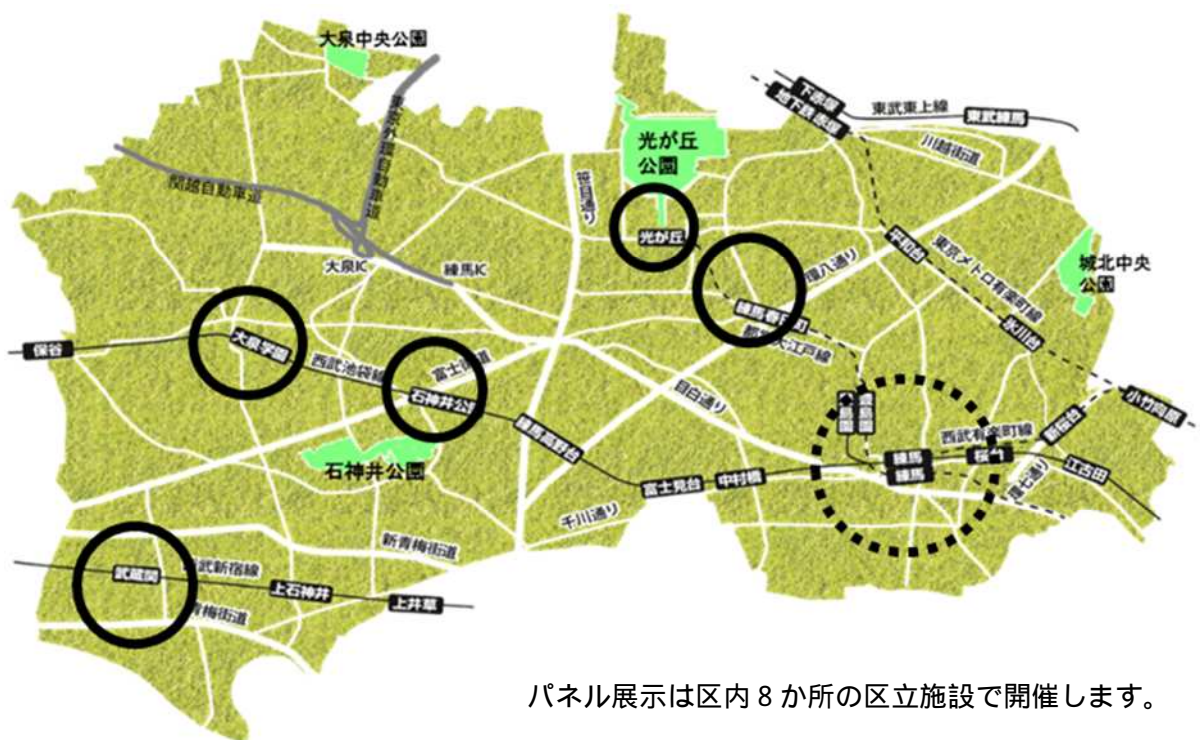 大泉中央公園
下赤塚
地下鉄赤塚
東武東上線
東武練馬
川越街道
東京外環自動車道
関越自動車道
光が丘
公園
笹目通り
光が丘
平和台
東京メトロ有楽町線
城北中央
公園
大泉IC
練馬IC
環八通り
練馬春日町
大江戸線
氷川台
保谷
大泉学園
西武池袋線
富士街道
石神井公園
目白通り
小竹向原
島園
島園
新桜台
西武有楽町線
練馬高野台
練馬
桜台
練馬
江古田
石神井公園
富士見台
中村橋
環七通り
千川通り
新青梅街道
武蔵関
武新宿線
上石神井
上井草
青梅街道
パネル展示は区内8か所の区立施設で開催します。